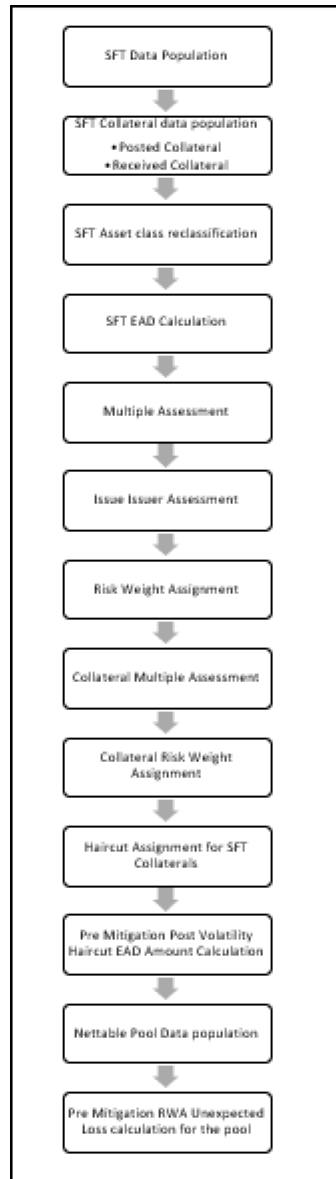 SFT Data Population
SFT Collateral data population
•Posted Collateral
•Received Collateral
SFT Asset class reclassification
SFT EAD Calculation
Multiple Assessment
Issue Issuer Assessment
Risk Weight Assignment
Collateral Multiple Assessment
Collateral Risk Weight
Assignment
Haircut Assignment for SFT
Collaterals
Pre Mitigation Post Volatility
Haircut EAD Amount Calculation
Nettable Pool Data population
Pre Mitigation RWA Unexpected
Loss calculation for the pool